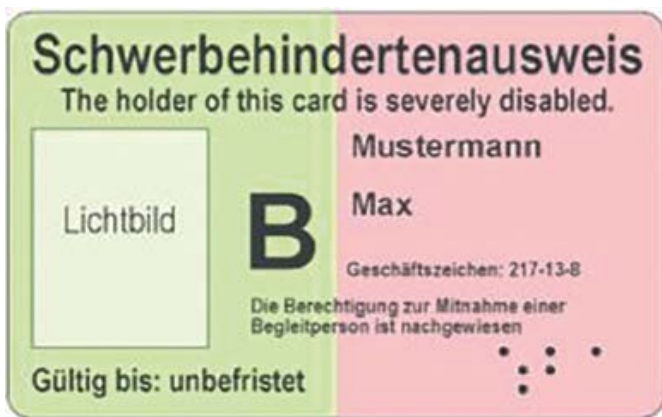 Schwerbehindertenausweis
The holder of this card is severely disabled.
Mustermann
Max
Lichtbild
B
Geschäftszeichen: 217-13-8
Die Berechtigung zur Mitnahme einer
Begleitperson ist nachgewiesen
Gültig bis: unbefristet